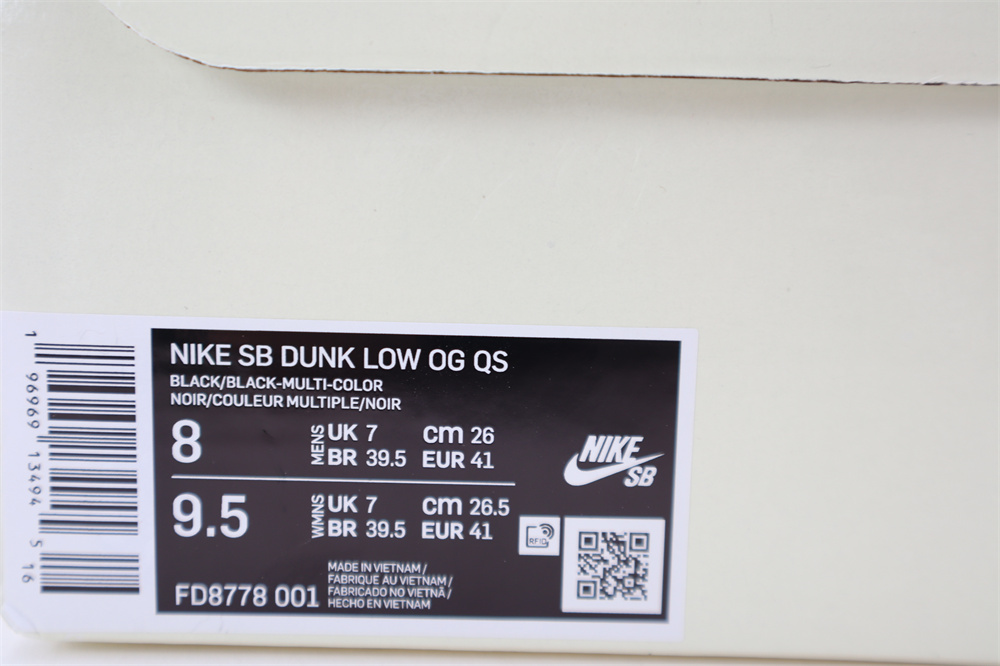 NIKE SB DUNK LOW OG QS
BLACK/BLACK-MULTI-COLOR
NOIR/COULEUR MULTIPLE/NOIR
8 MENS UK 7 cm 26
BR 39.5 EUR 41
9.5 WMNS UK 7 cm 26.5
BR 39.5 EUR 41
NIKE
SB
RFID
MADE IN VIETNAM /
FABRIQUE AU VIETNAM /
FABRICADO NO VIETNÃ /
HECHO EN VIETNAM
FD8778 001
1 96969 13494 5 16